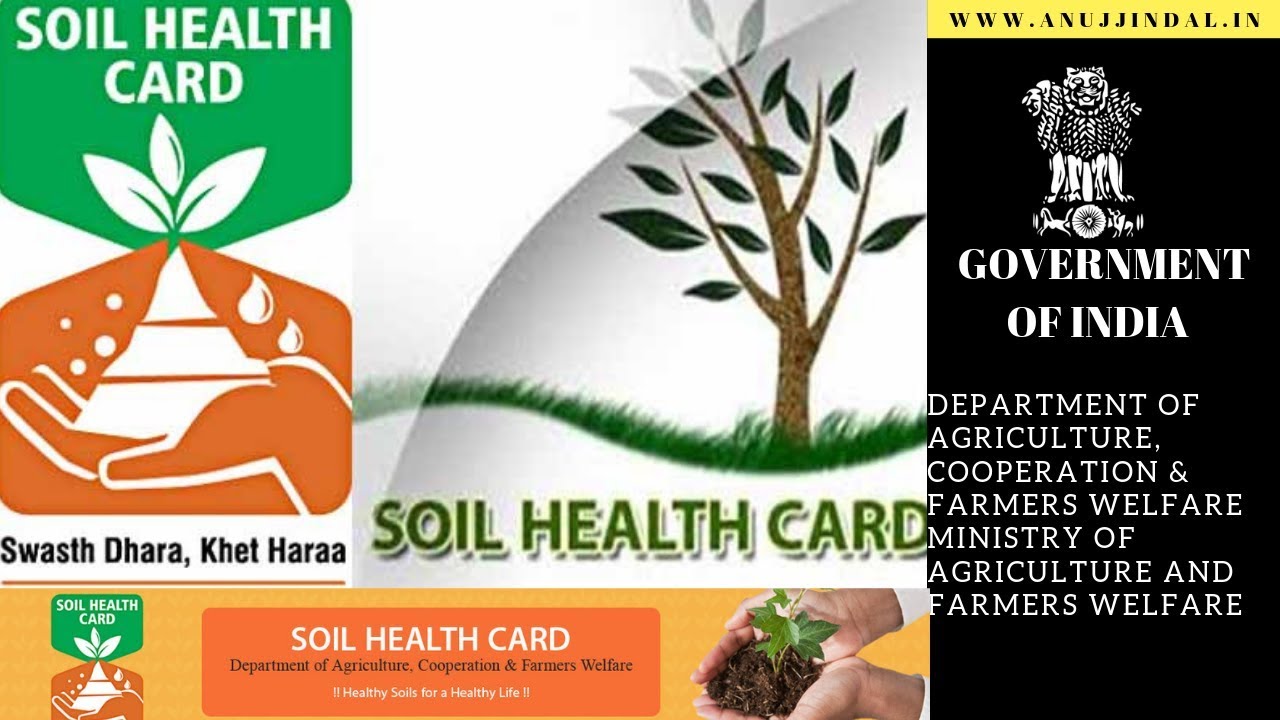 SOIL HEALTH
CARD
Swasth Dhara, Khet Haraa
SOIL HEALTH CARD
SOIL HEALTH
CARD
SOIL HEALTH CARD
Department of Agriculture, Cooperation & Farmers Welfare
!! Healthy Soils for a Healthy Life !!
WWW.ANUJJINDAL.IN
GOVERNMENT
OF INDIA
DEPARTMENT OF
AGRICULTURE,
COOPERATION &
FARMERS WELFARE
MINISTRY OF
AGRICULTURE AND
FARMERS WELFARE